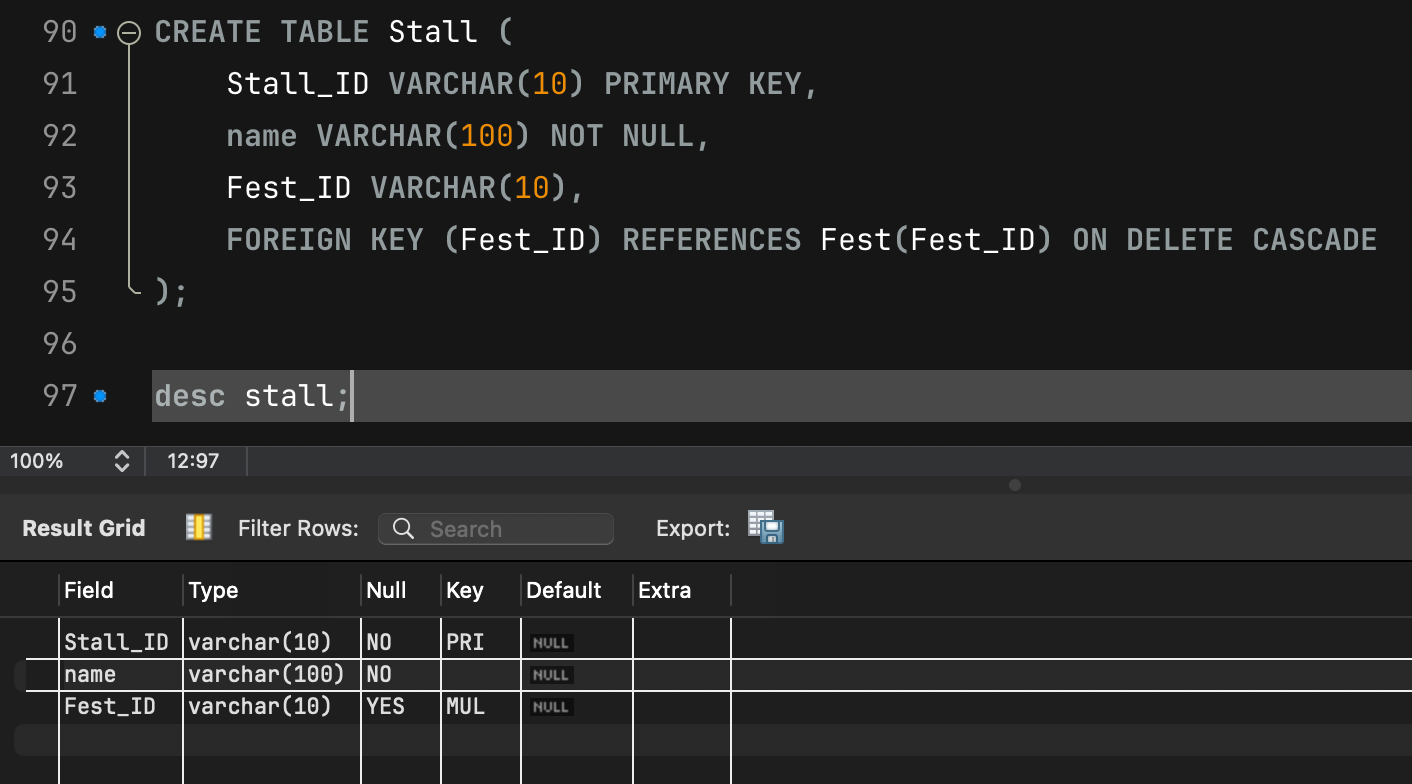 90 CREATE TABLE Stall (
91 Stall_ID VARCHAR(10) PRIMARY KEY,
92 name VARCHAR(100) NOT NULL,
93 Fest_ID VARCHAR(10),
94 FOREIGN KEY (Fest_ID) REFERENCES Fest(Fest_ID) ON DELETE CASCADE
95 );
96
97 desc stall;
100% 12:97
Result Grid Filter Rows: Search Export:
Field Type Null Key Default Extra
Stall_ID varchar(10) NO PRI NULL
name varchar(100) NO NULL
Fest_ID varchar(10) YES MUL NULL